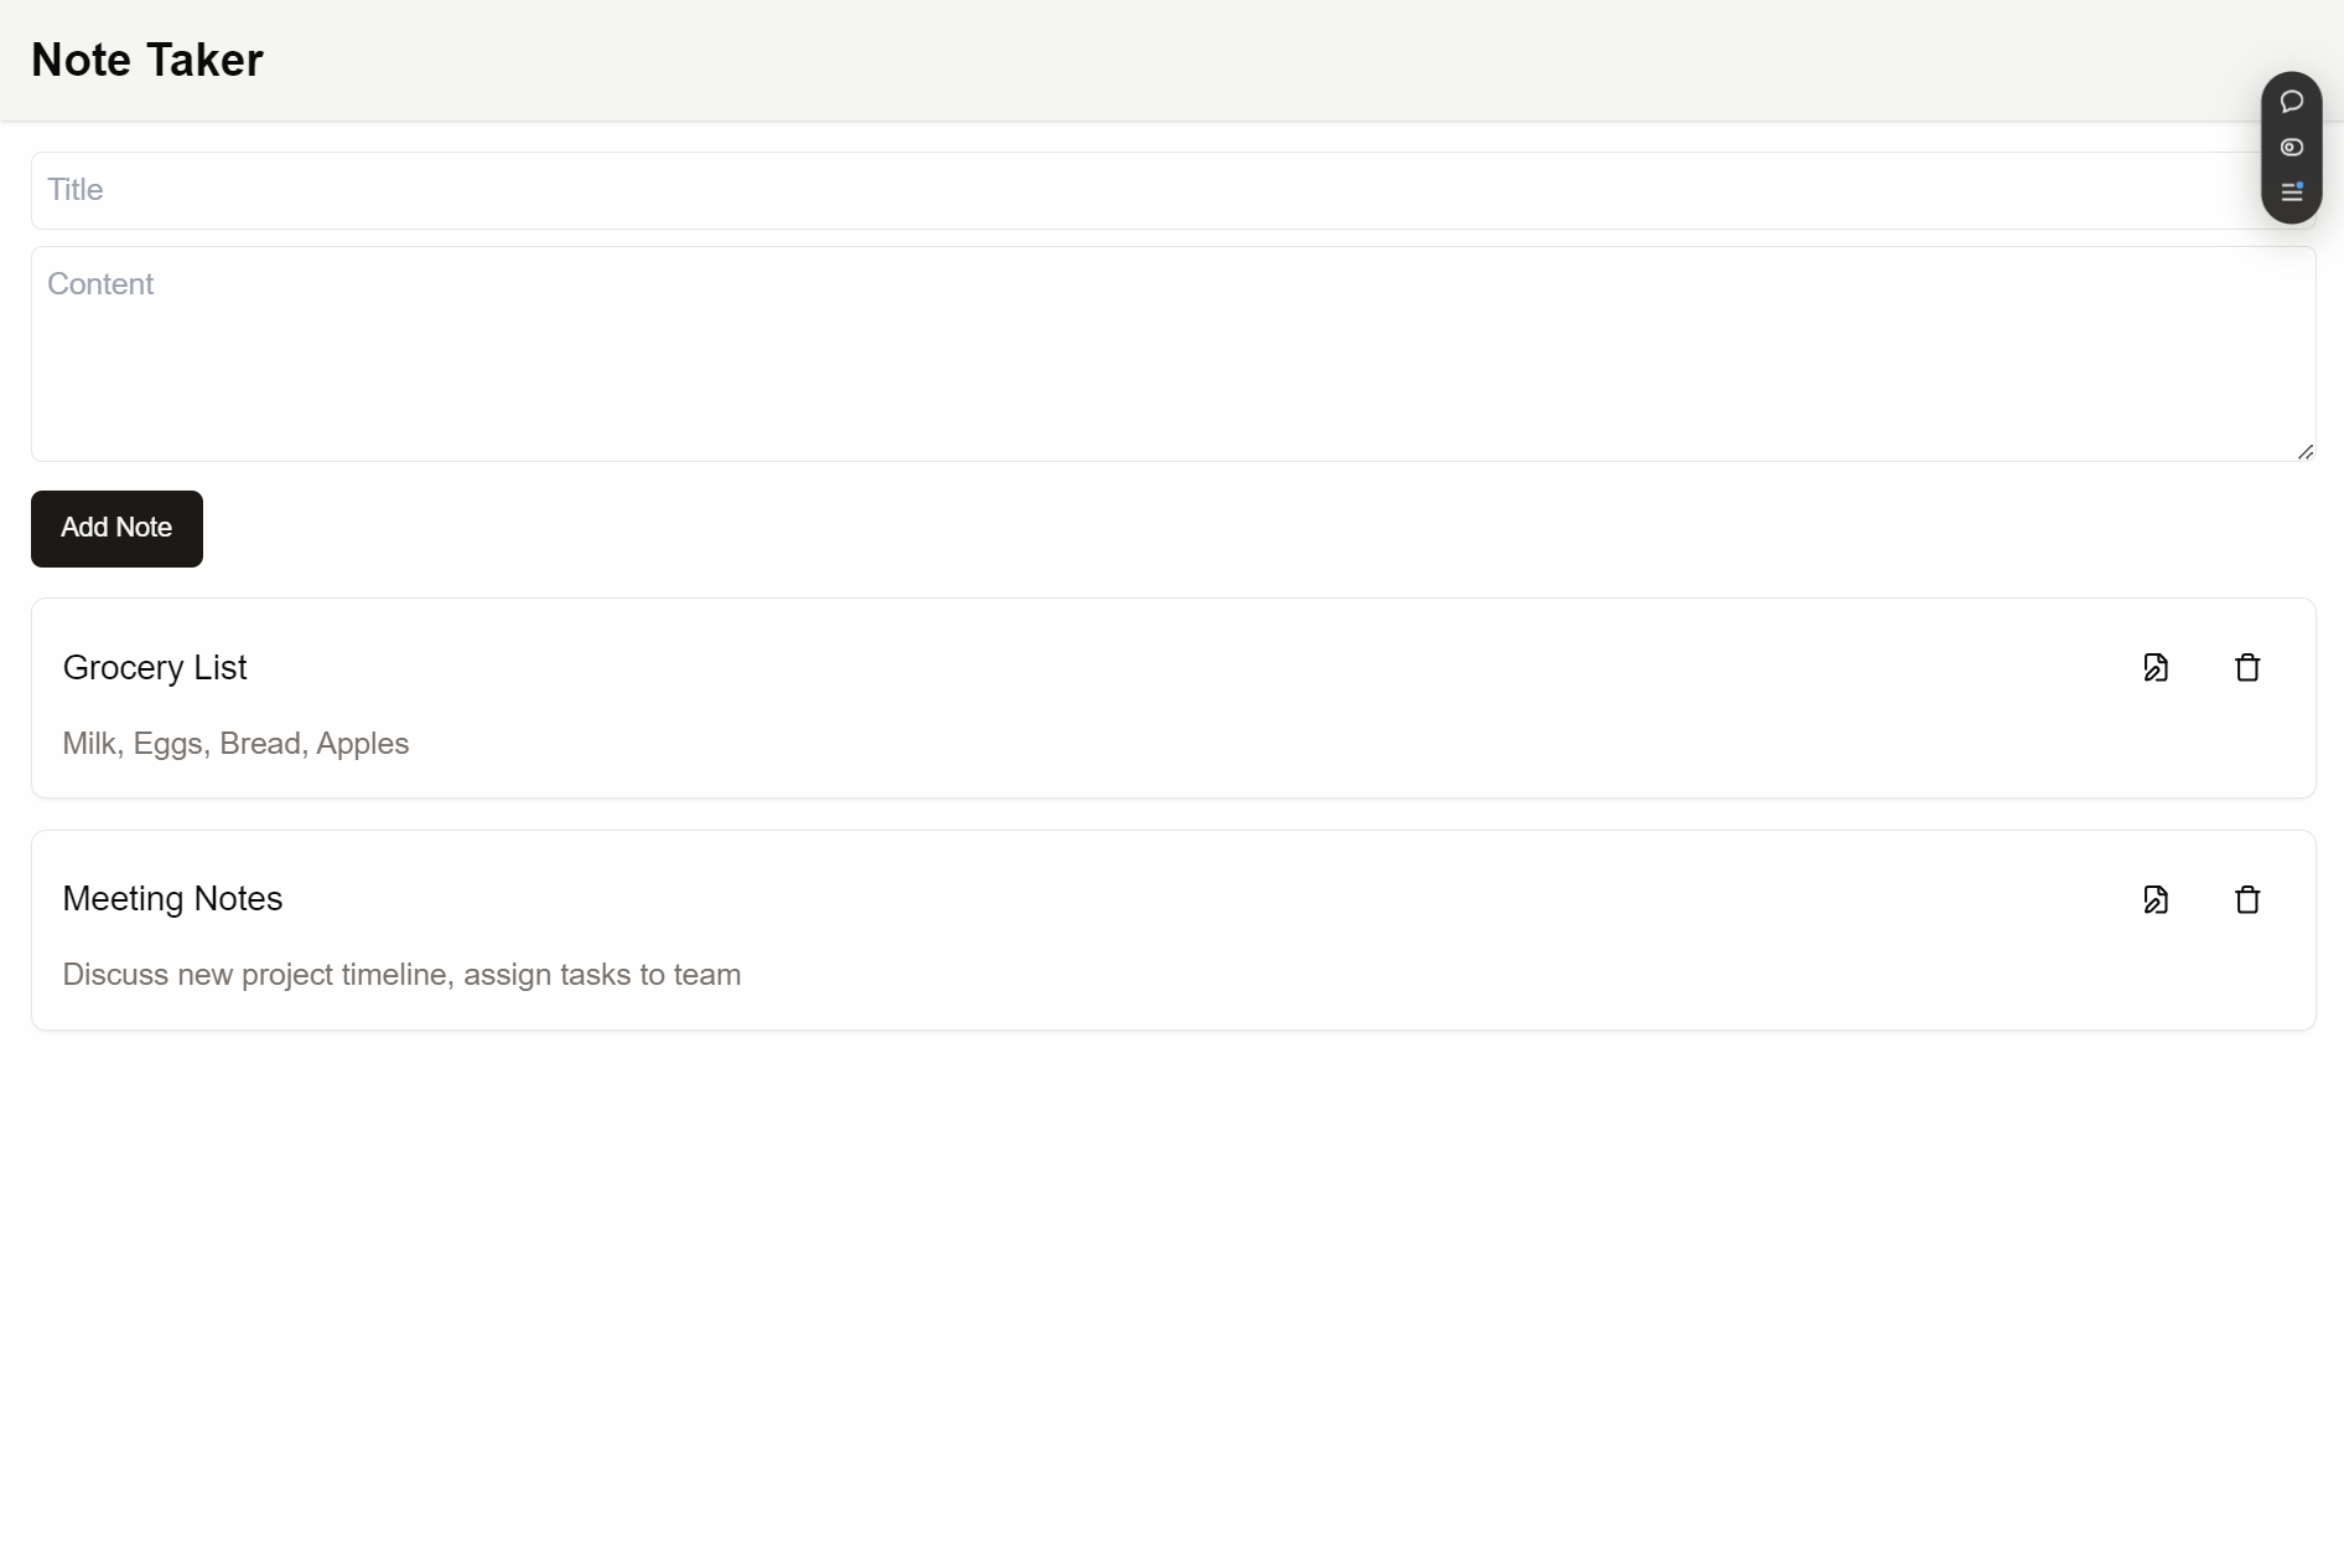 Note Taker
Title
Content
Add Note
Grocery List
Milk, Eggs, Bread, Apples
Meeting Notes
Discuss new project timeline, assign tasks to team